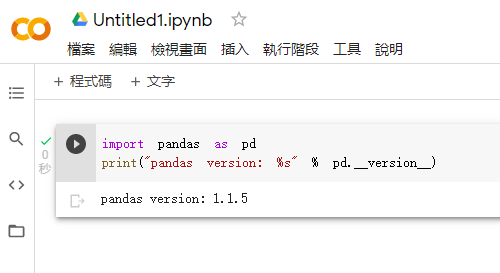 Untitled1.ipynb
檔案 編輯 檢視畫面 插入 執行階段 工具 說明
+ 程式碼 + 文字
0
秒
import pandas as pd
print("pandas version: %s" % pd.__version__)
pandas version: 1.1.5